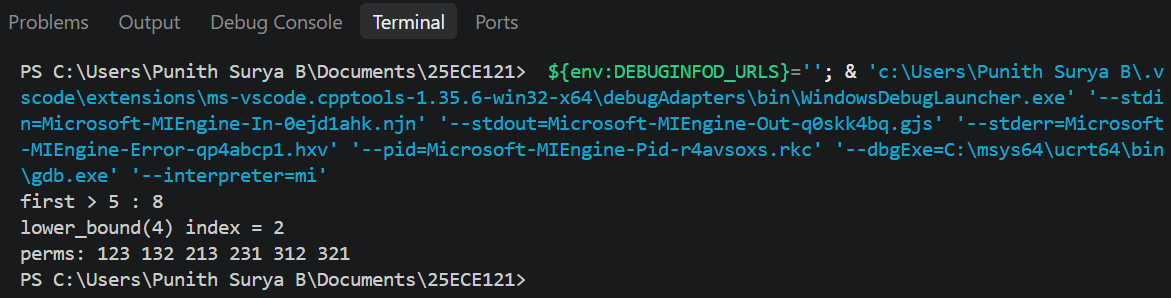 Problems Output Debug Console Terminal Ports
PS C:\Users\Punith Surya B\Documents\25ECE121>  ${env:DEBUGINFOD_URLS}=''; & 'c:\Users\Punith Surya B\.v
scode\extensions\ms-vscode.cpptools-1.35.6-win32-x64\debugAdapters\bin\WindowsDebugLauncher.exe' '--stdi
n=Microsoft-MIEngine-In-0ejd1ahk.njn' '--stdout=Microsoft-MIEngine-Out-q0skk4bq.gjs' '--stderr=Microsoft
-MIEngine-Error-qp4abcp1.hxv' '--pid=Microsoft-MIEngine-Pid-r4avsoxs.rkc' '--dbgExe=C:\msys64\ucrt64\bin
\gdb.exe' '--interpreter=mi'
first > 5 : 8
lower_bound(4) index = 2
perms: 123 132 213 231 312 321
PS C:\Users\Punith Surya B\Documents\25ECE121>